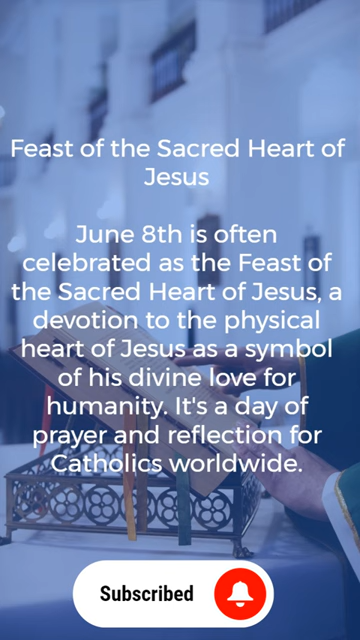 Feast of the Sacred Heart of
Jesus
June 8th is often
celebrated as the Feast of
the Sacred Heart of Jesus, a
devotion to the physical
heart of Jesus as a symbol
of his divine love for
humanity. It's a day of
prayer and reflection for
Catholics worldwide.
Subscribed